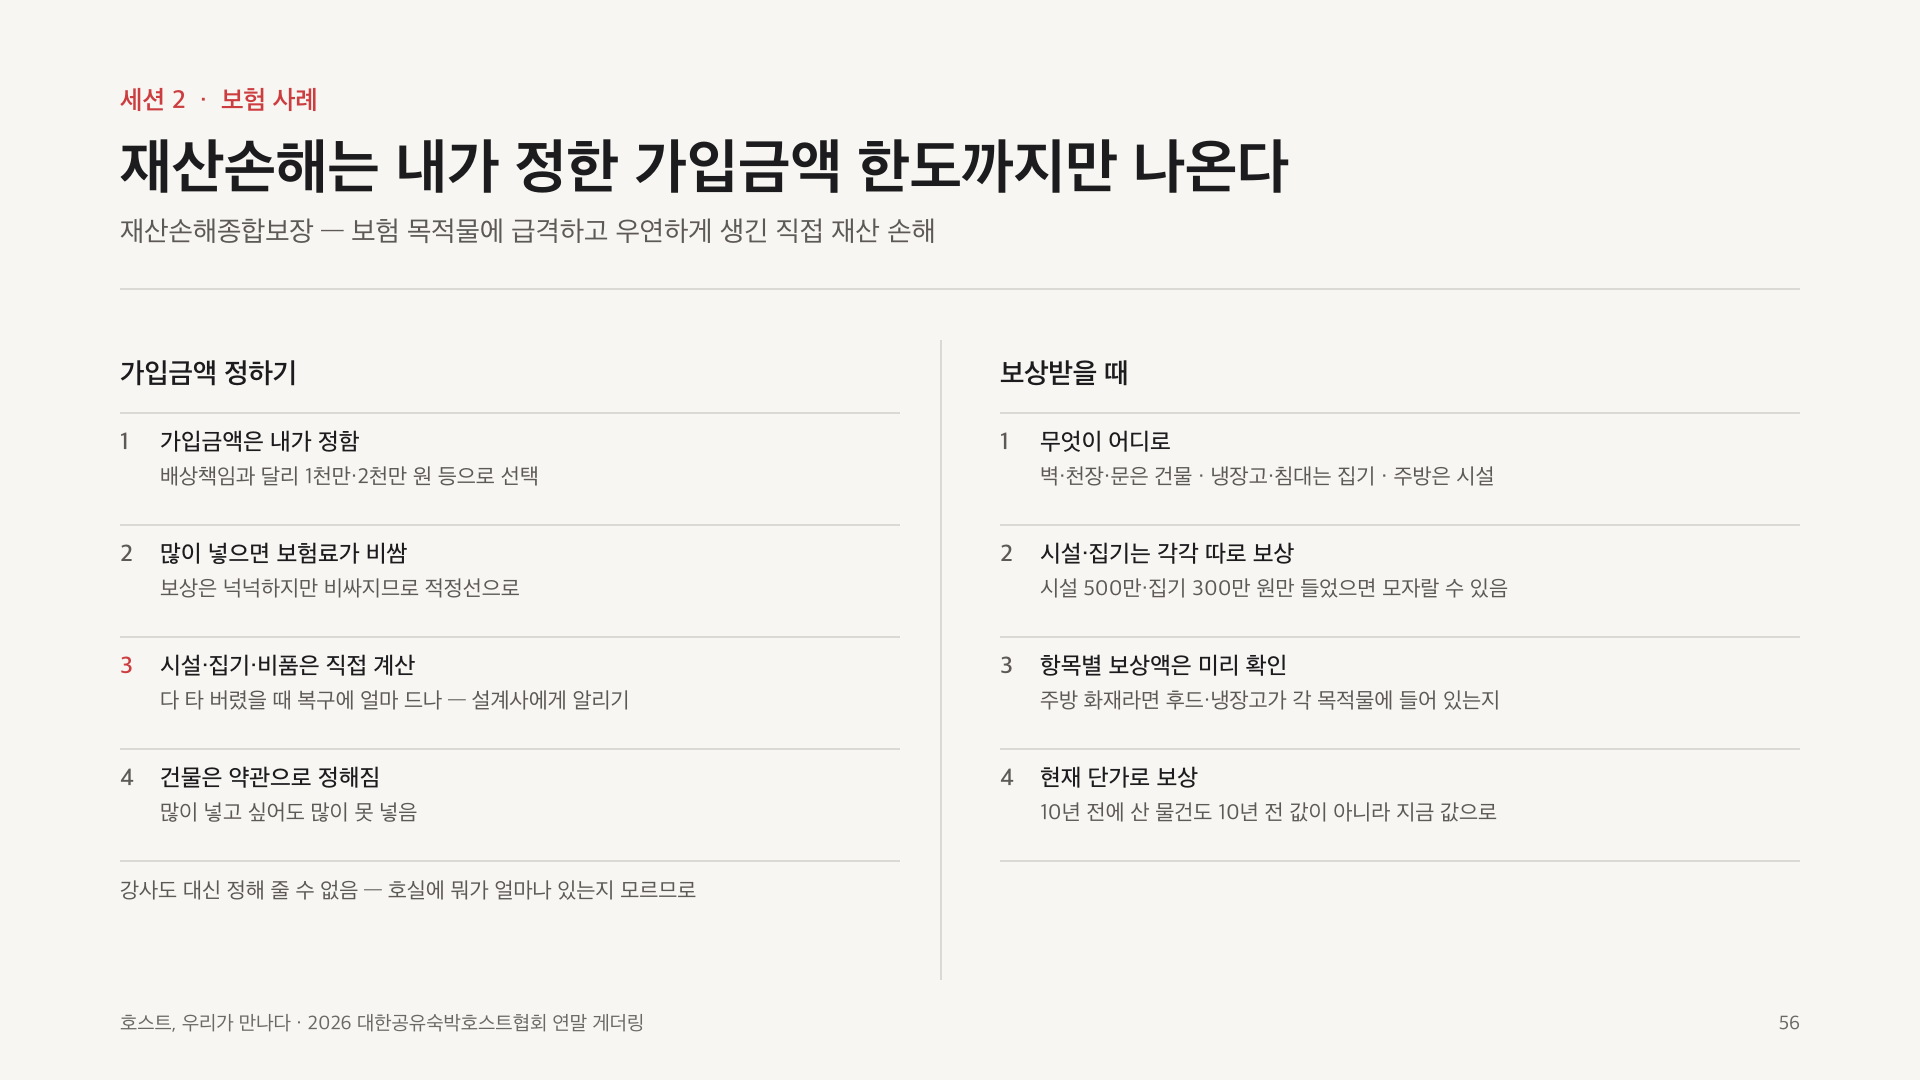 세션 2 · 보험 사례
재산손해는 내가 정한 가입금액 한도까지만 나온다
재산손해종합보장 — 보험 목적물에 급격하고 우연하게 생긴 직접 재산 손해
가입금액 정하기
1 가입금액은 내가 정함
배상책임과 달리 1천만·2천만 원 등으로 선택
2 많이 넣으면 보험료가 비쌈
보상은 넉넉하지만 비싸지므로 적정선으로
3 시설·집기·비품은 직접 계산
다 타 버렸을 때 복구에 얼마 드나 — 설계사에게 알리기
4 건물은 약관으로 정해짐
많이 넣고 싶어도 많이 못 넣음
강사도 대신 정해 줄 수 없음 — 호실에 뭐가 얼마나 있는지 모르므로
보상받을 때
1 무엇이 어디로
벽·천장·문은 건물 · 냉장고·침대는 집기 · 주방은 시설
2 시설·집기는 각각 따로 보상
시설 500만·집기 300만 원만 들었으면 모자랄 수 있음
3 항목별 보상액은 미리 확인
주방 화재라면 후드·냉장고가 각 목적물에 들어 있는지
4 현재 단가로 보상
10년 전에 산 물건도 10년 전 값이 아니라 지금 값으로
호스트, 우리가 만나다 · 2026 대한공유숙박호스트협회 연말 게더링
56